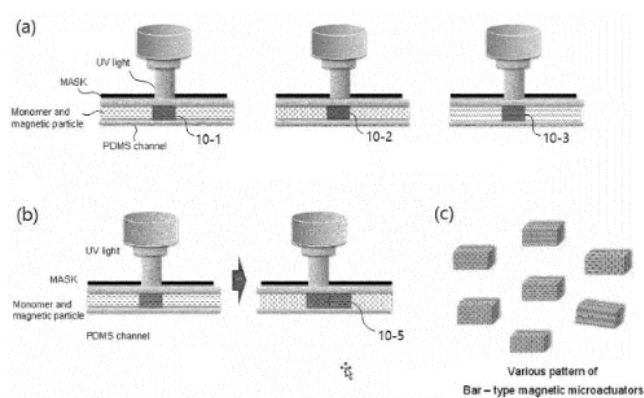 (a)
UV light
MASK
Monomer and
magnetic particle
PDMS channel
10-1
10-2
10-3
(b)
UV light
MASK
Monomer and
magnetic particle
PDMS channel
10-5
(c)
Various pattern of
Bar – type magnetic microactuators